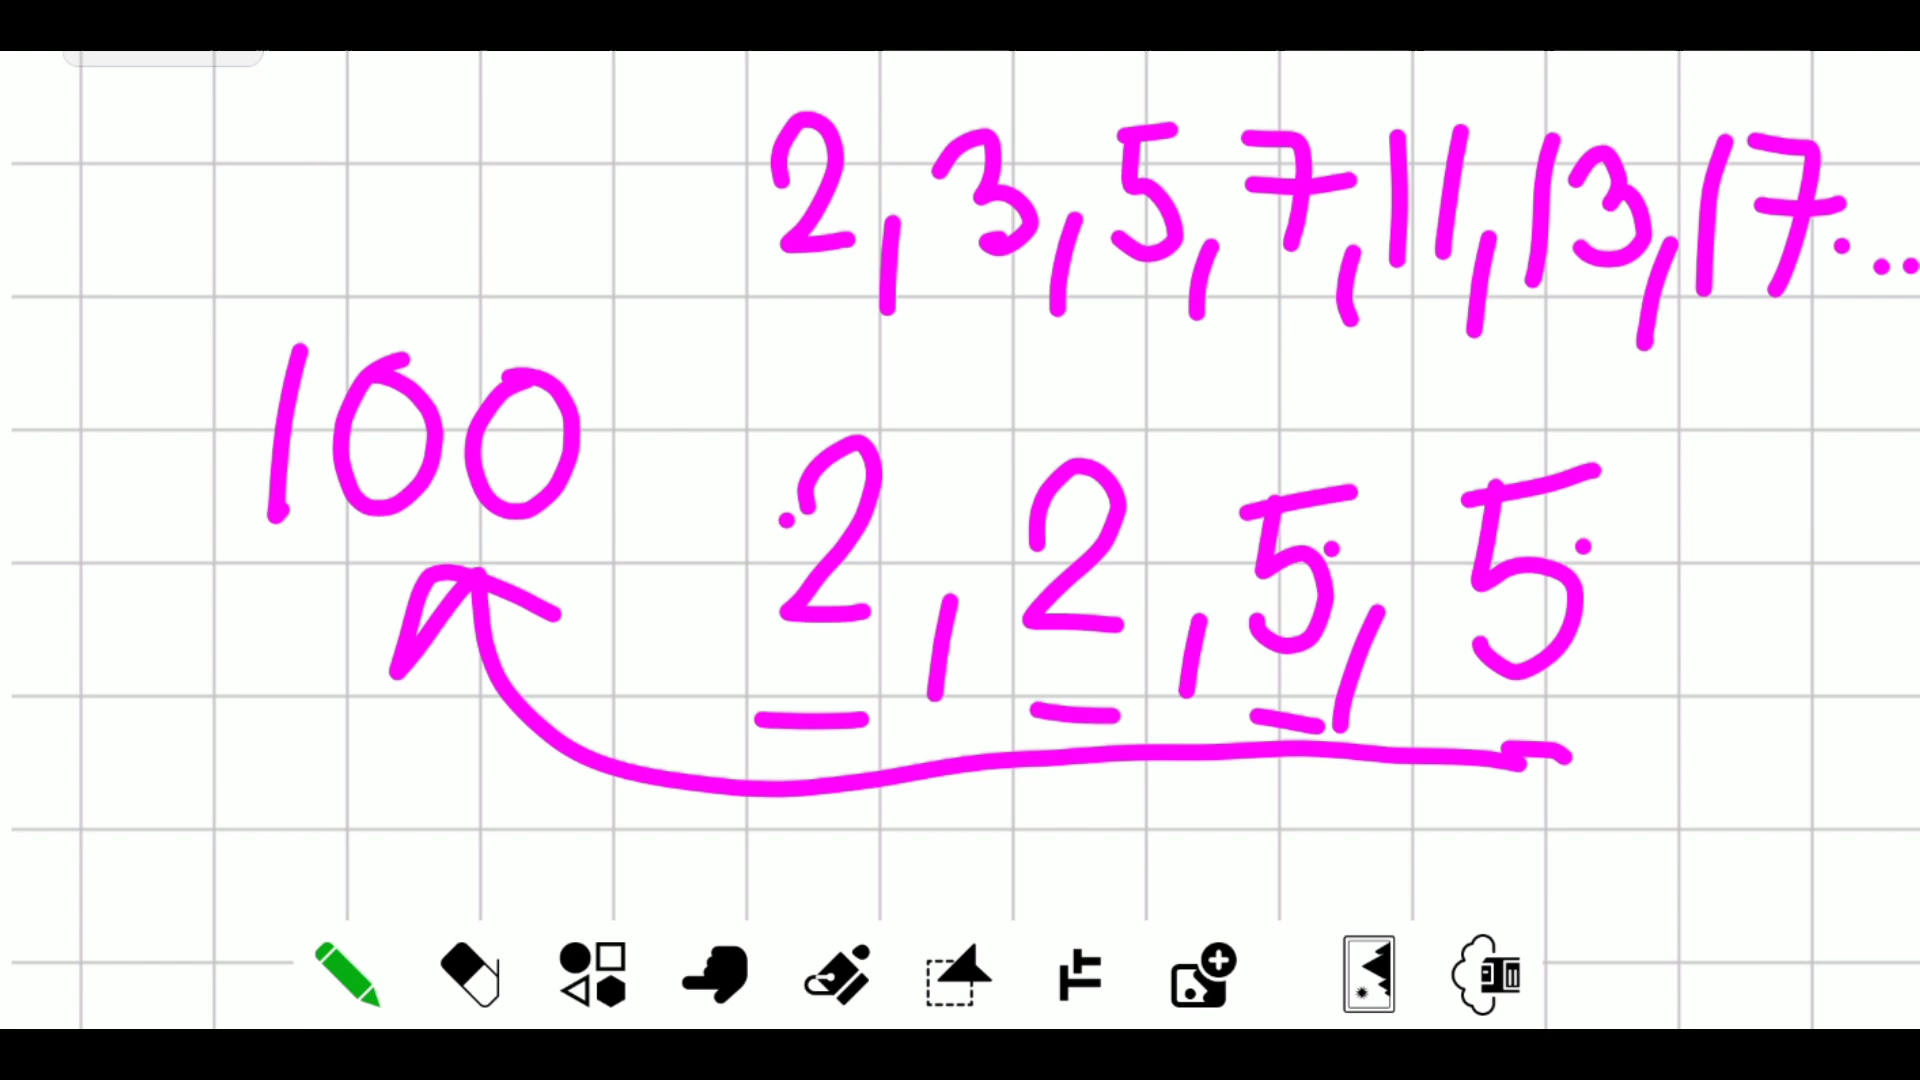 2, 3, 5, 7, 11, 13, 17...
100
2, 2, 5, 5